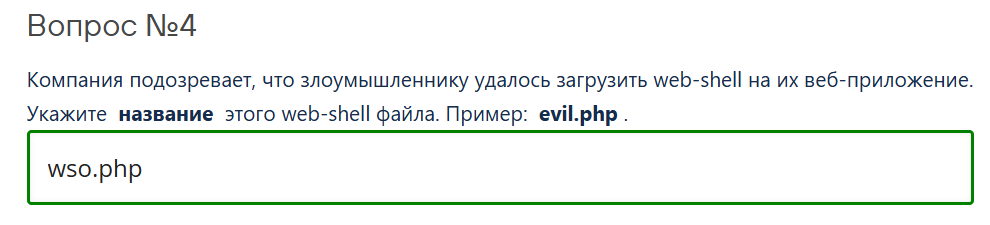 Вопрос №4
Компания подозревает, что злоумышленнику удалось загрузить web-shell на их веб-приложение.
Укажите название этого web-shell файла. Пример: evil.php .
wso.php